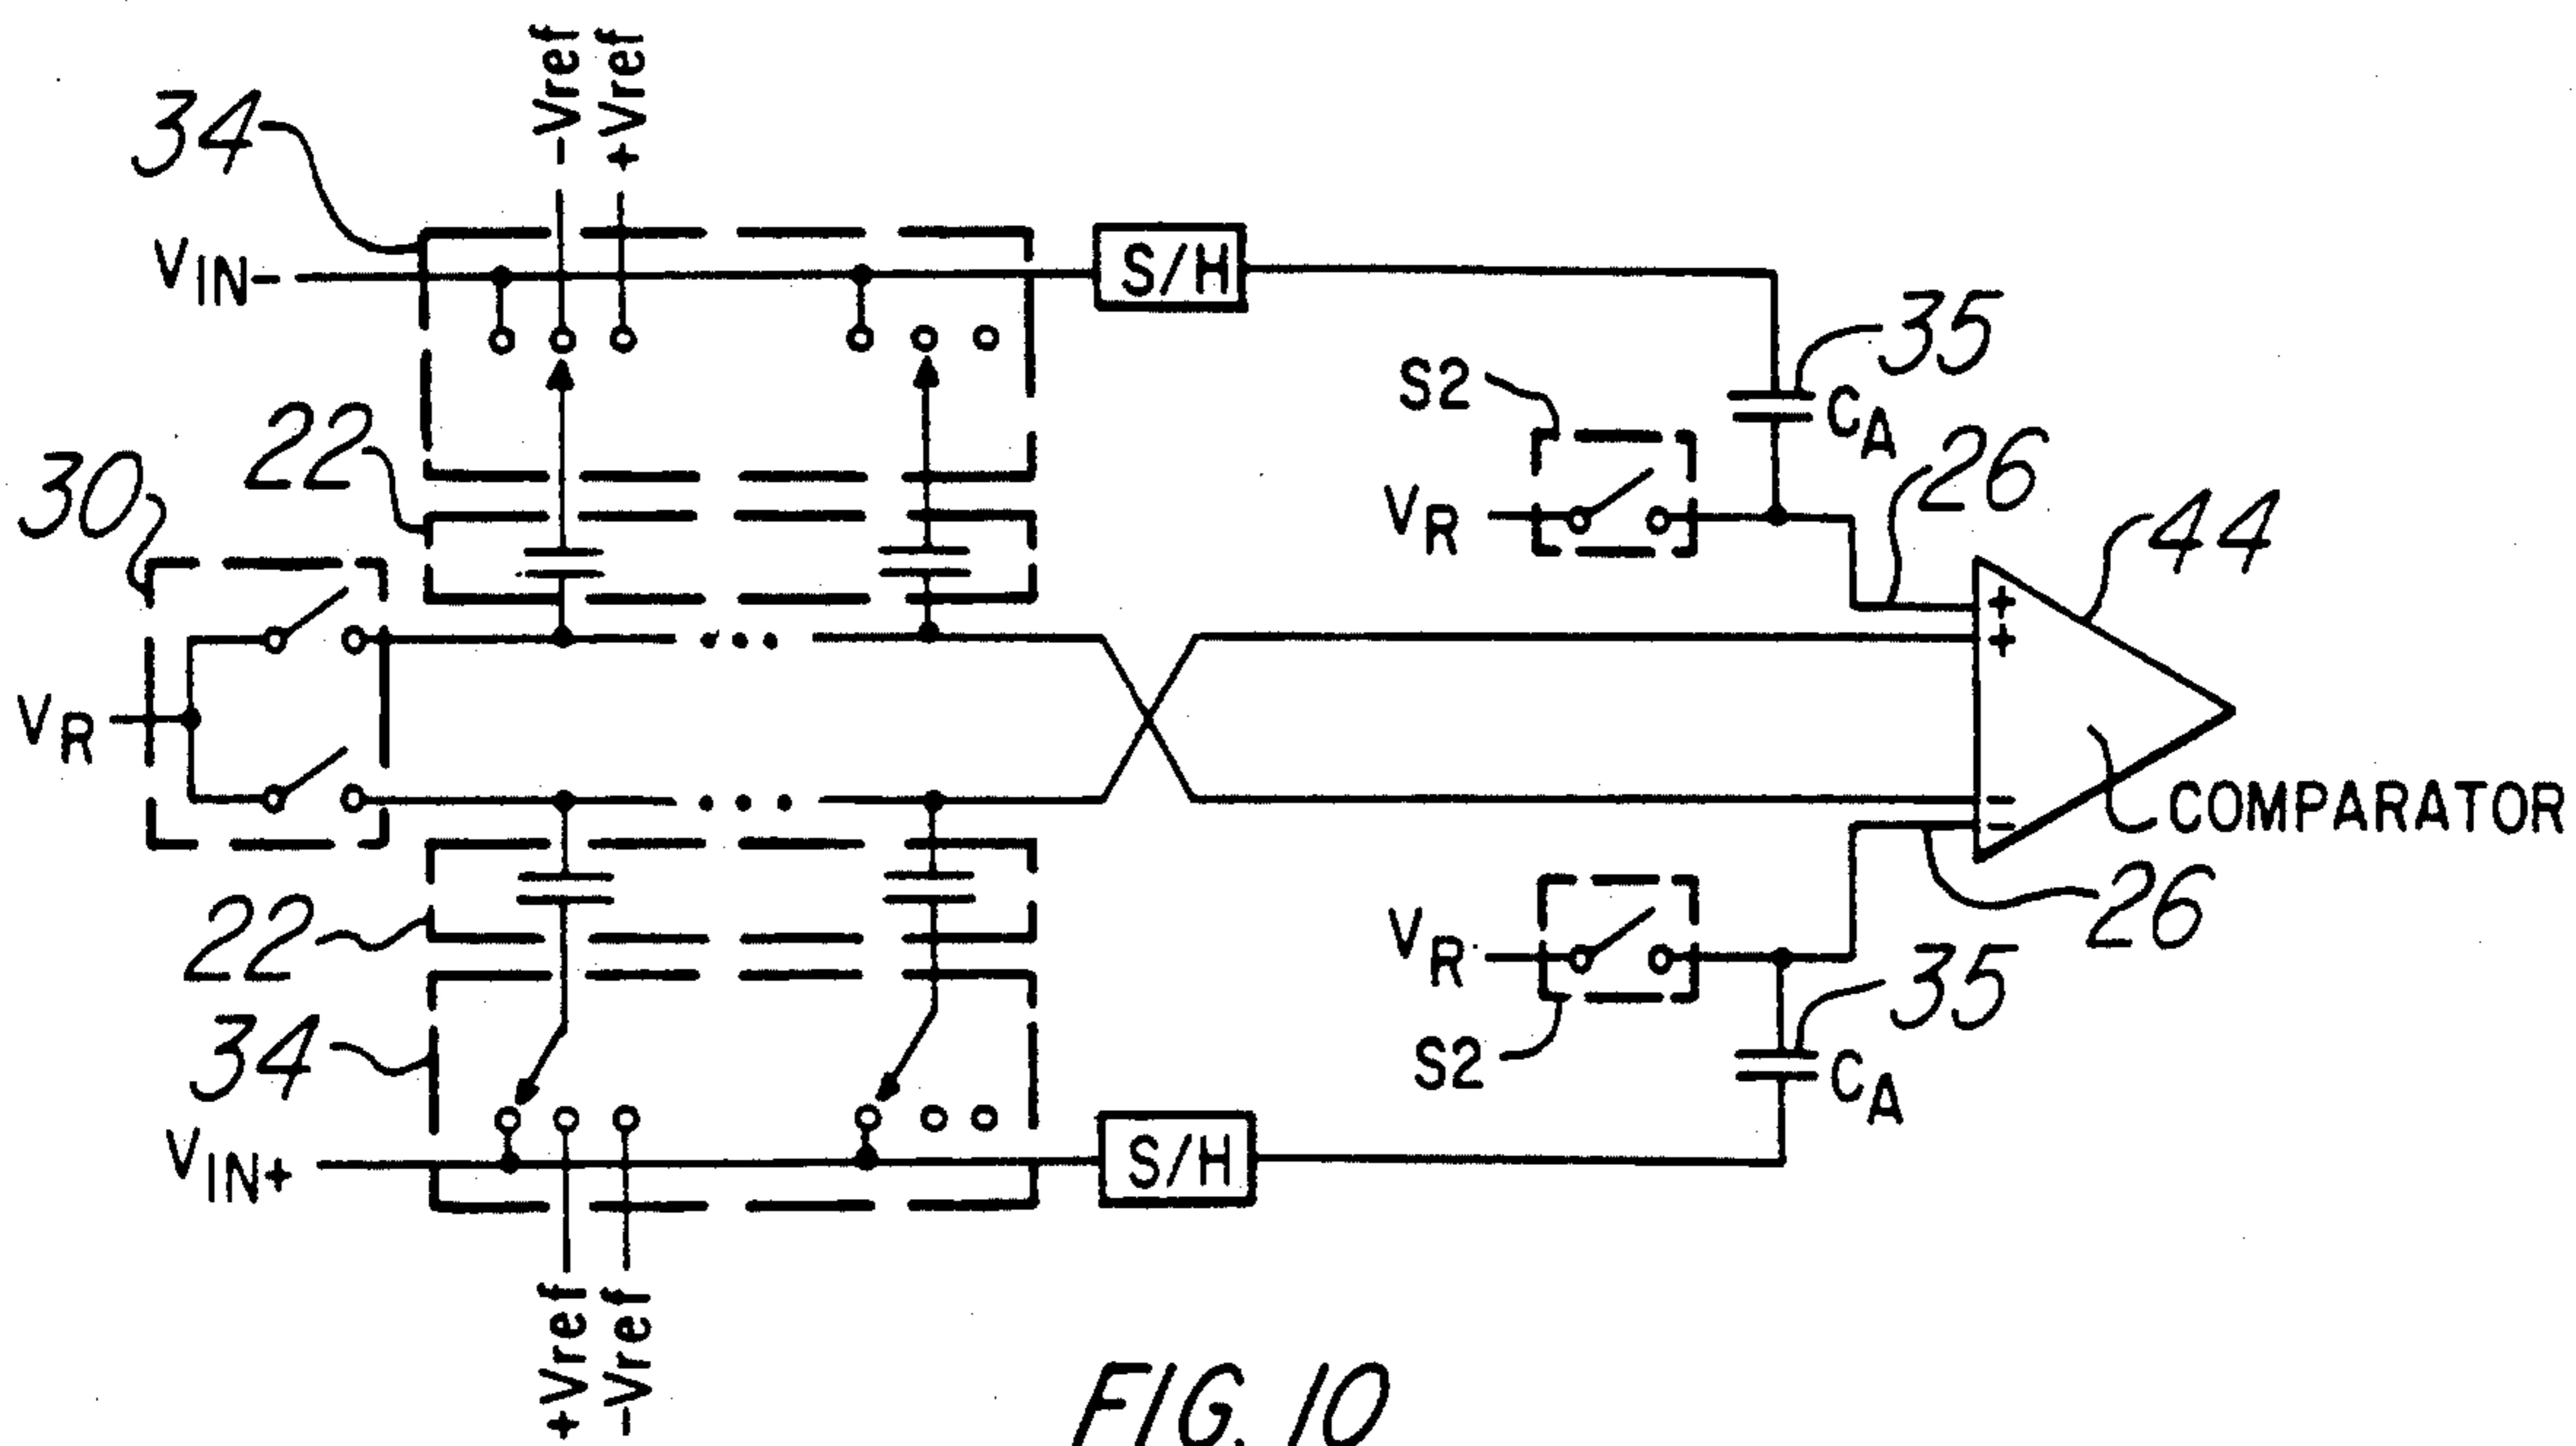 -Vref
+Vref
34
VIN-
S/H
35
CA
S2
22
26
30
VR
44
+
+
VR
-
-
COMPARATOR
22
VR
26
35
34
S2
CA
VIN+
S/H
+Vref
-Vref
FIG. 10